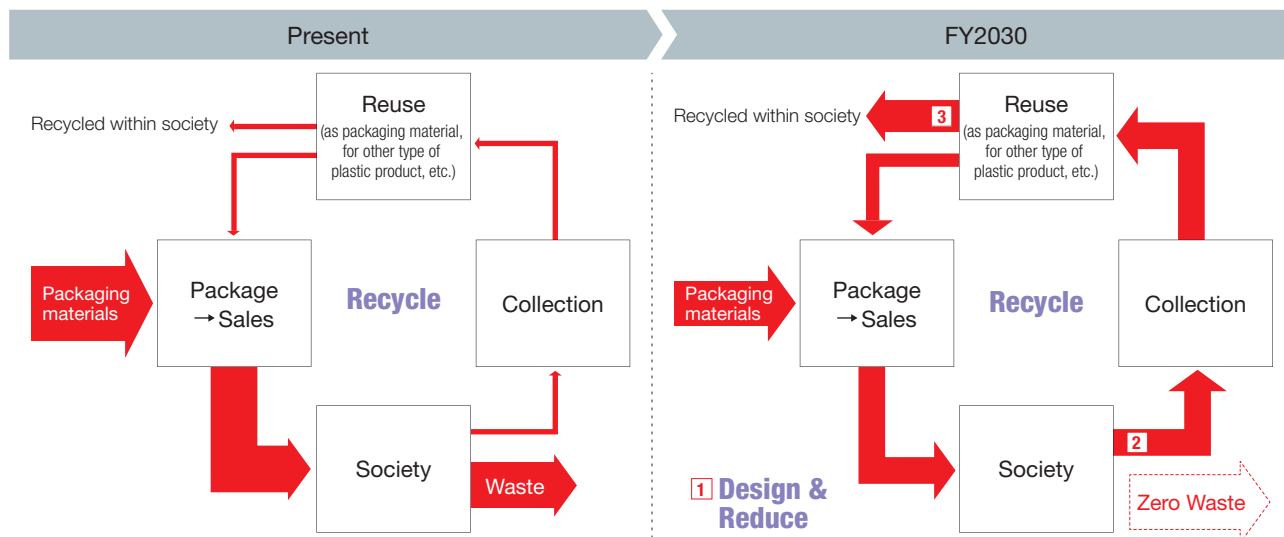 Present
FY2030
Reuse
(as packaging material,
for other type of
plastic product, etc.)
Recycled within society
Packaging
materials
Package
→ Sales
Recycle
Collection
Society
Waste
Reuse
(as packaging material,
for other type of
plastic product, etc.)
Recycled within society
3
Packaging
materials
Package
→ Sales
Recycle
Collection
Society
2
1 Design &
Reduce
Zero Waste